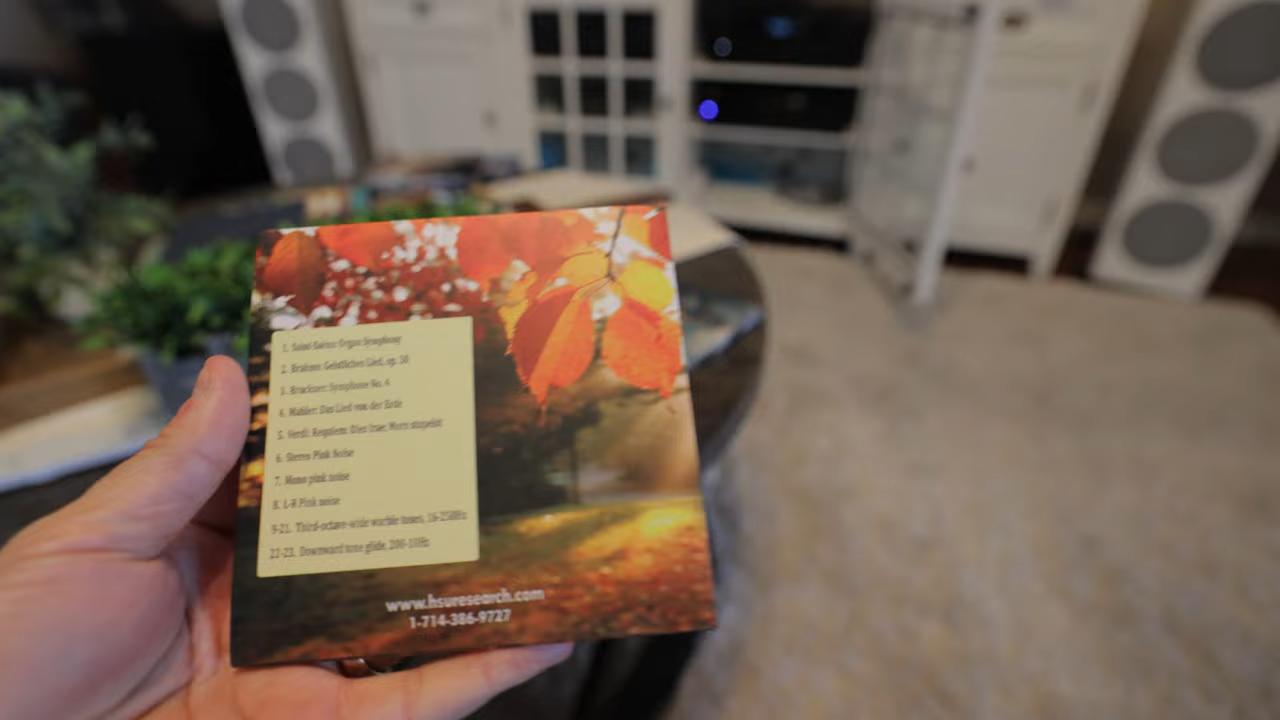 1. Saint-Saëns: Organ Symphony
2. Brahms: Geistliches Lied, op. 30
3. Bruckner: Symphony No. 4
4. Mahler: Das Lied von der Erde
5. Verdi: Requiem: Dies Irae; Mors stupebit
6. Stereo Pink Noise
7. Mono pink noise
8. L-R Pink noise
9-21. Third-octave-wide warble tones, 16-250Hz
22-23. Downward tone glide, 200-10Hz
www.hsuresearch.com
1-714-386-9727